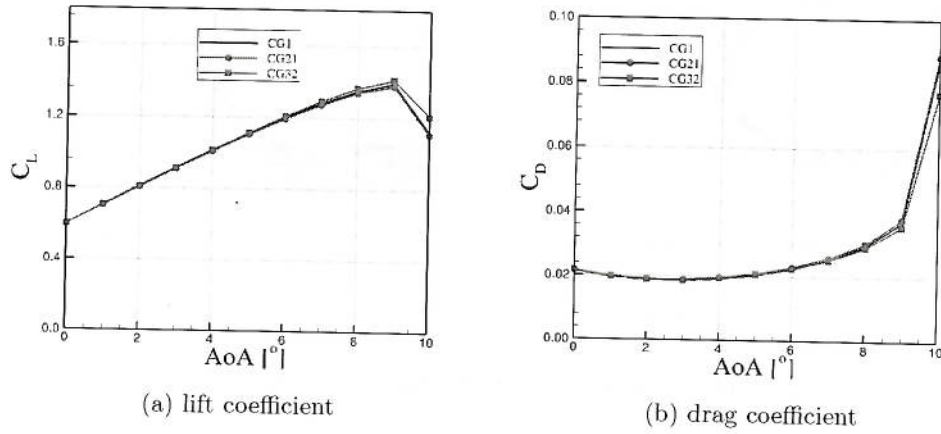 1.6
1.2
0.8
0.4
0.0
C_L
CG1
CG21
CG32
0 2 4 6 8 10
AoA [°]
(a) lift coefficient
0.10
0.08
0.06
0.04
0.02
0.00
C_D
CG1
CG21
CG32
0 2 4 6 8 10
AoA [°]
(b) drag coefficient